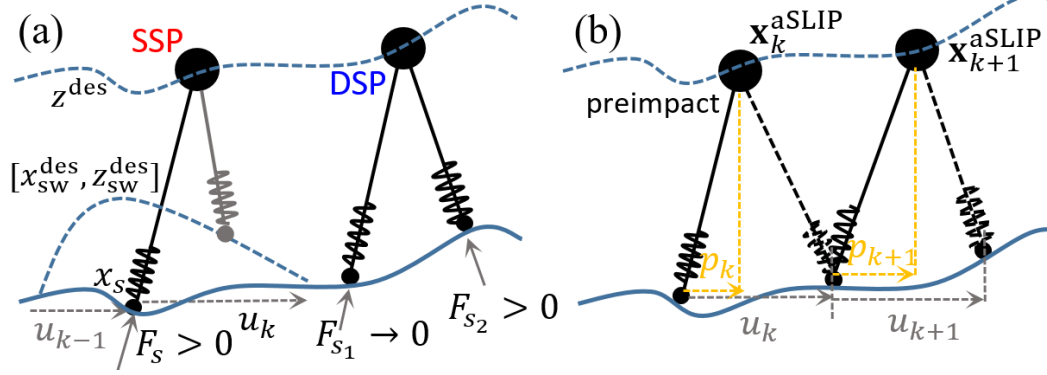 (a)
SSP
DSP
z^des
[x_sw^des, z_sw^des]
x_s
u_{k-1}
F_s > 0
u_k
F_{s_1} → 0
F_{s_2} > 0
(b)
x_k^aSLIP
x_{k+1}^aSLIP
preimpact
p_k
p_{k+1}
u_k
u_{k+1}